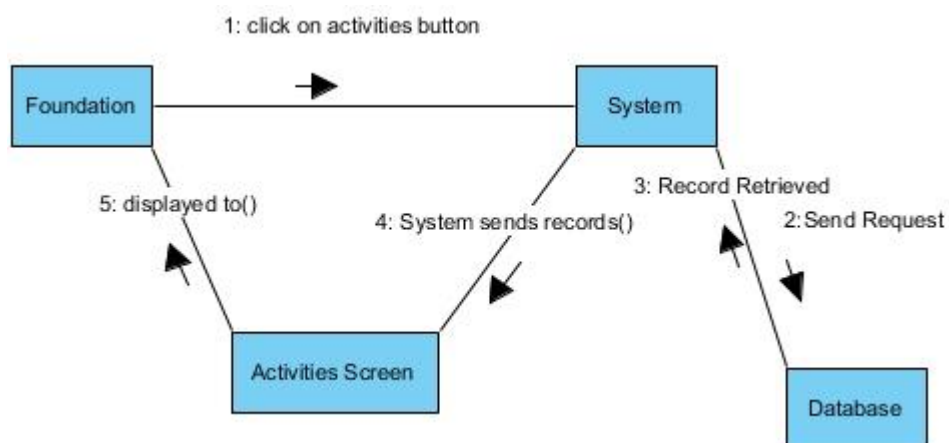 1: click on activities button
Foundation
System
5: displayed to()
4: System sends records()
3: Record Retrieved
2:Send Request
Activities Screen
Database